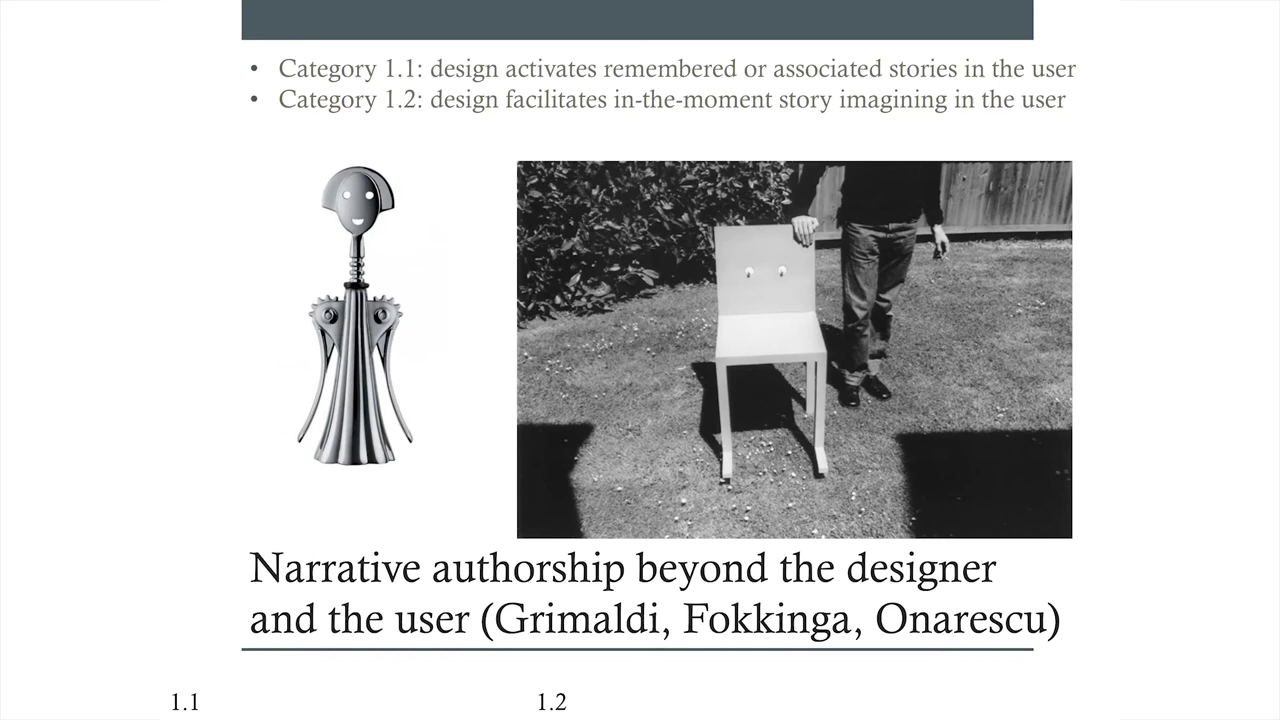 • Category 1.1: design activates remembered or associated stories in the user
• Category 1.2: design facilitates in-the-moment story imagining in the user
Narrative authorship beyond the designer
and the user (Grimaldi, Fokkinga, Onarescu)
1.1
1.2